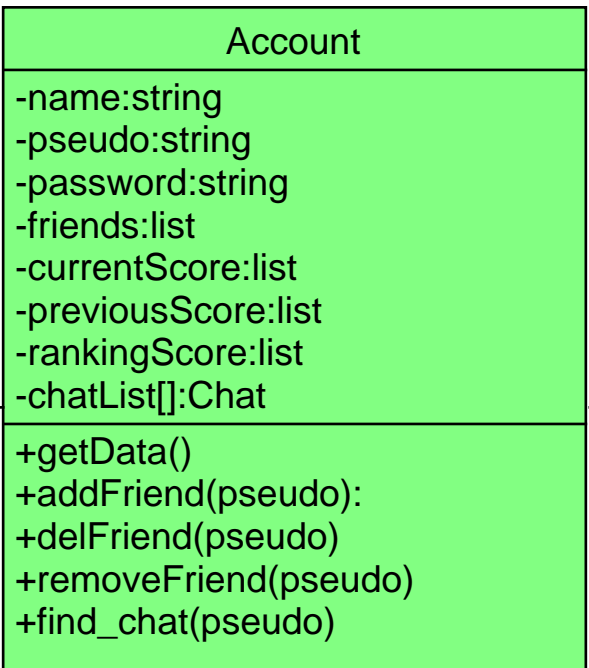 Account
-name:string
-pseudo:string
-password:string
-friends:list
-currentScore:list
-previousScore:list
-rankingScore:list
-chatList[]:Chat
+getData()
+addFriend(pseudo):
+delFriend(pseudo)
+removeFriend(pseudo)
+find_chat(pseudo)